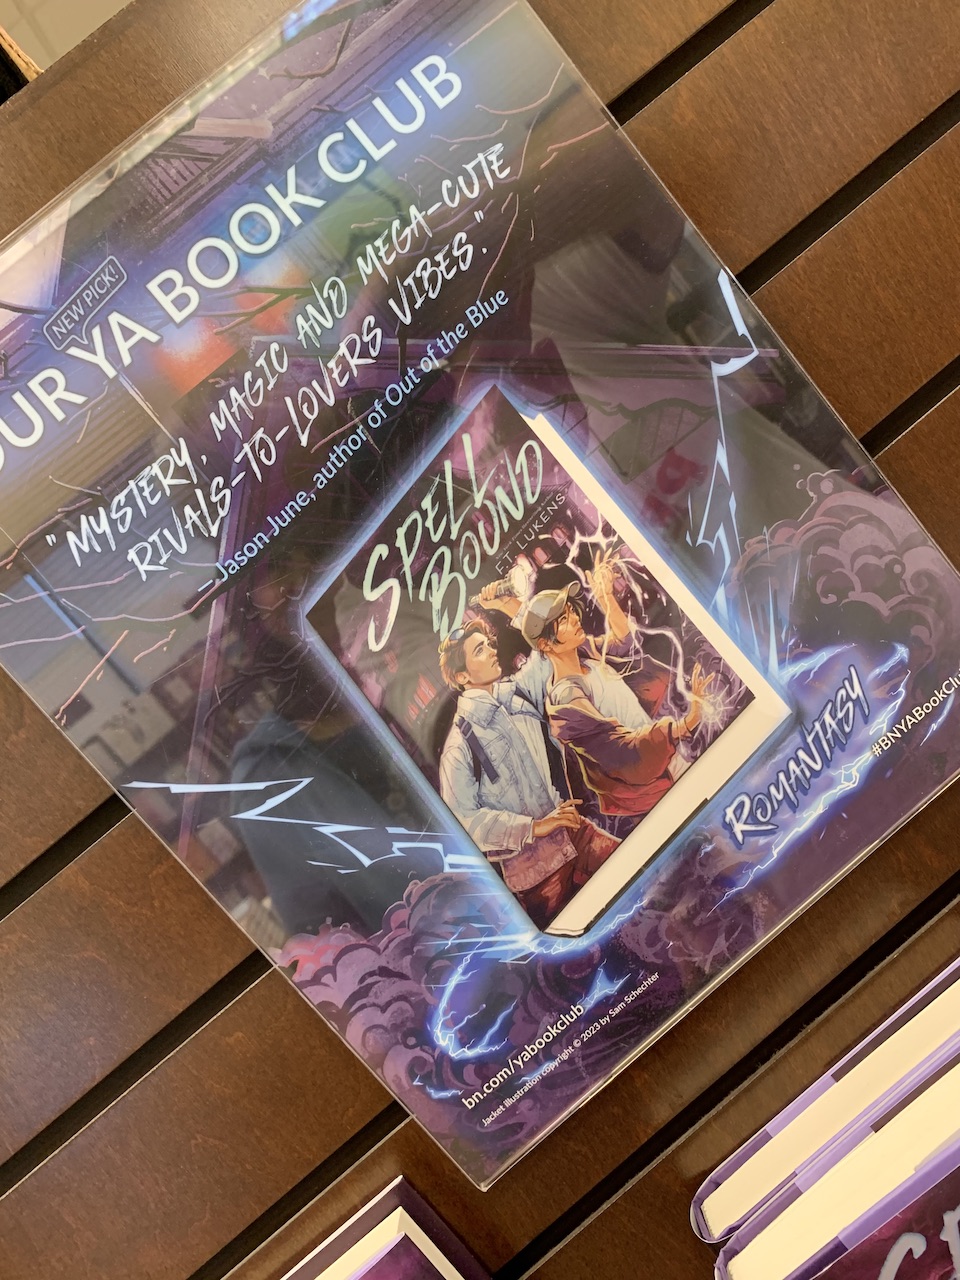 OUR YA BOOK CLUB
NEW PICK!
"MYSTERY, MAGIC AND MEGA-CUTE
RIVALS-TO-LOVERS VIBES."
—Jason June, author of Out of the Blue
SPELL
BOUND
F.T. LUKENS
ROMANTASY
#BNYABookClu
bn.com/yabookclub
Jacket illustration copyright © 2023 by Sam Schechter